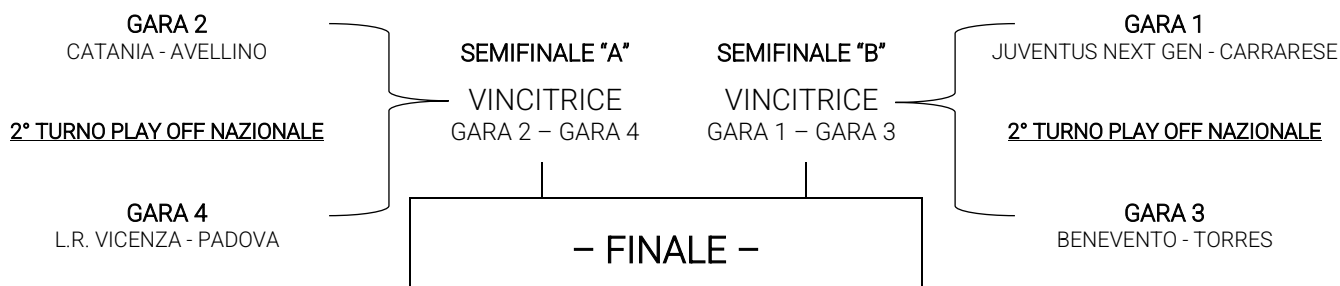 GARA 2
CATANIA - AVELLINO
2° TURNO PLAY OFF NAZIONALE
GARA 4
L.R. VICENZA - PADOVA
SEMIFINALE "A"
VINCITRICE
GARA 2 – GARA 4
SEMIFINALE "B"
VINCITRICE
GARA 1 – GARA 3
GARA 1
JUVENTUS NEXT GEN - CARRARESE
2° TURNO PLAY OFF NAZIONALE
GARA 3
BENEVENTO - TORRES
– FINALE –